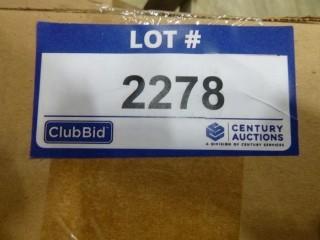 LOT #
2278
ClubBid
CENTURY
AUCTIONS
A DIVISION OF CENTURY SERVICES